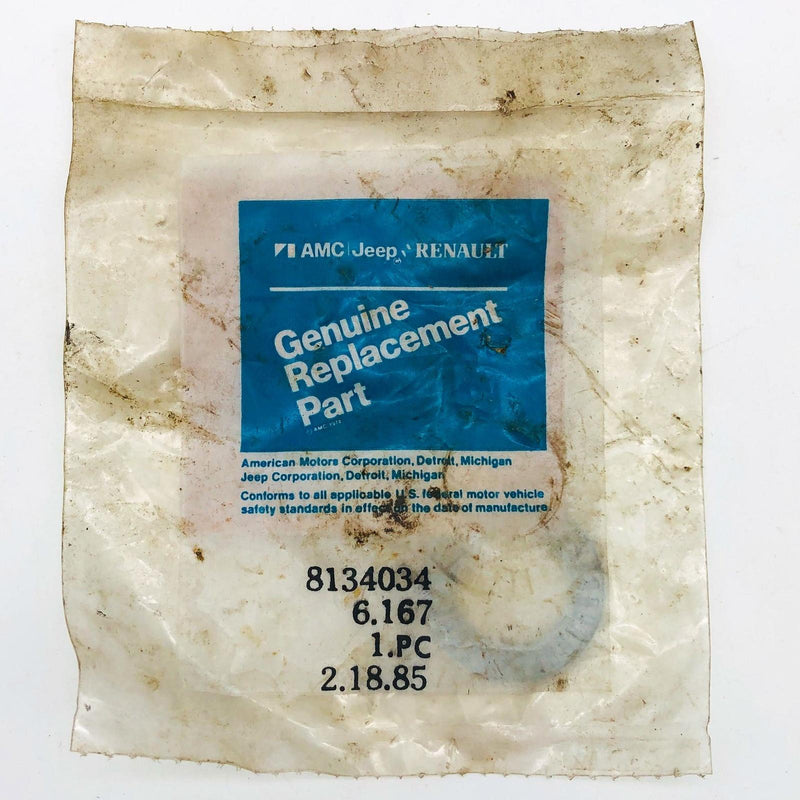 AMC Jeep RENAULT
Genuine
Replacement
Part
American Motors Corporation, Detroit, Michigan
Jeep Corporation, Detroit, Michigan
Conforms to all applicable U.S. federal motor vehicle
safety standards in effect on the date of manufacture.
8134034
6.167
1.PC
2.18.85